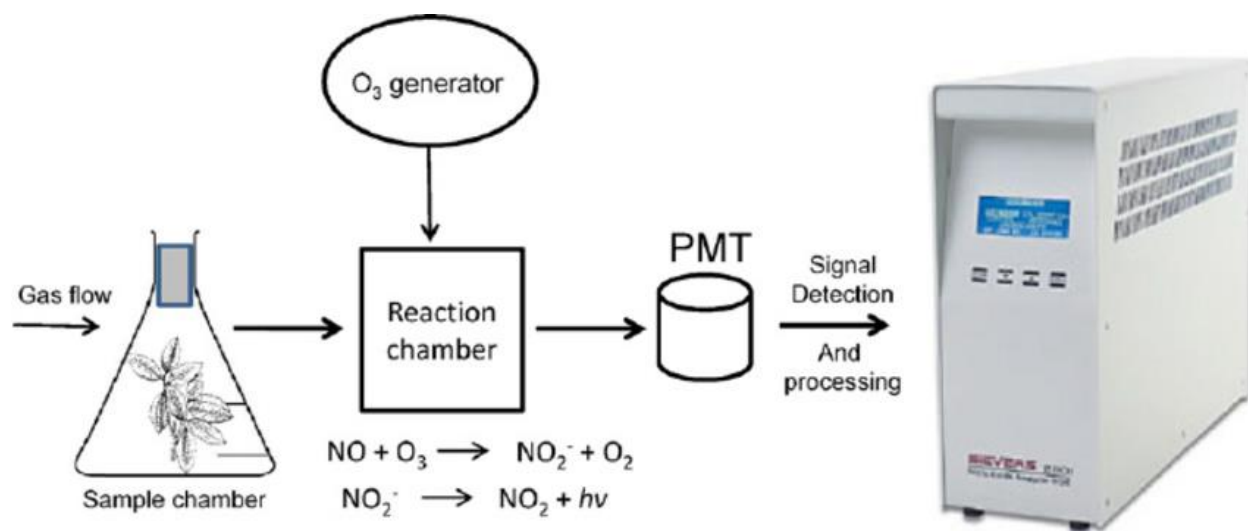 O₃ generator
Gas flow
Sample chamber
Reaction
chamber
NO + O₃ → NO₂⁻ + O₂
NO₂⁻ → NO₂ + hν
PMT
Signal
Detection
And
processing
SIEVERS